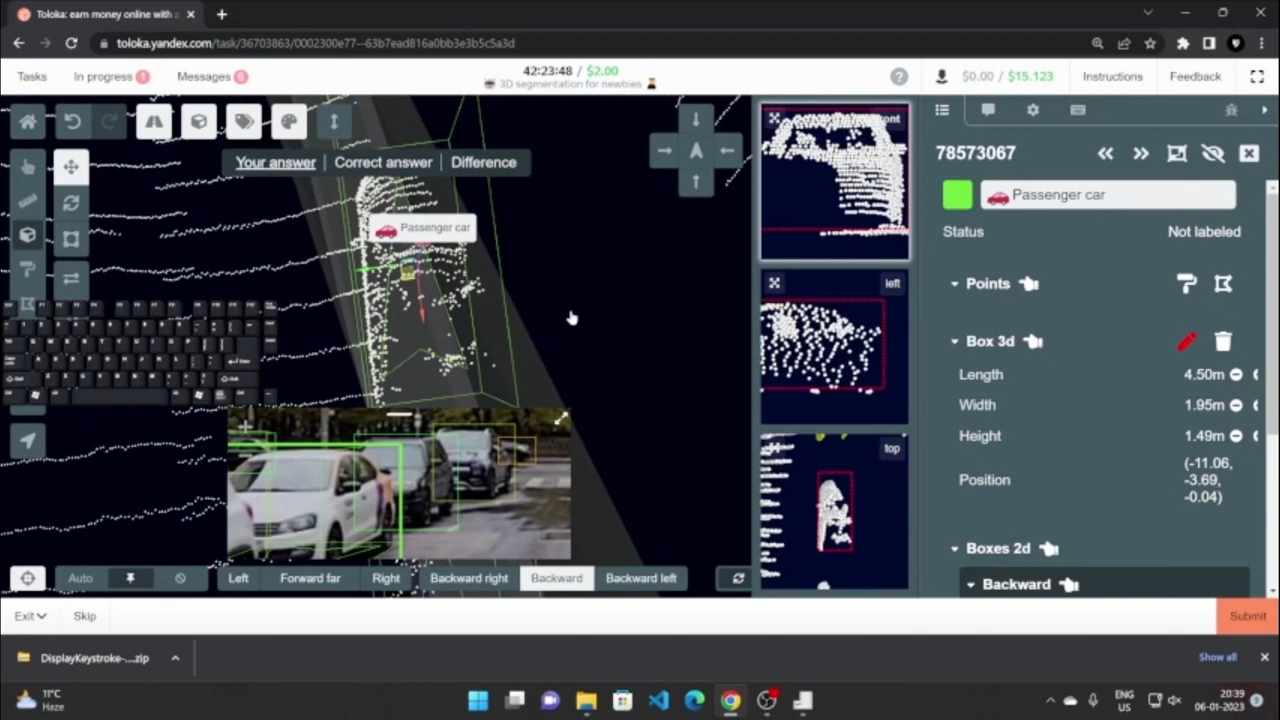 Toloka: earn money online with
toloka.yandex.com/task/36703863/0002300e77--63b7ead816a0bb3e3b5c5a3d
Tasks
In progress 1
Messages 6
42:23:48 / $2.00
3D segmentation for newbies
$0.00 / $15.123
Instructions
Feedback
Your answer
Correct answer
Difference
Passenger car
front
left
top
78573067
Passenger car
Status
Not labeled
Points
Box 3d
Length
4.50m
Width
1.95m
Height
1.49m
Position
(-11.06,
-3.69,
-0.04)
Boxes 2d
Backward
Auto
Left
Forward far
Right
Backward right
Backward
Backward left
Exit
Skip
Submit
DisplayKeystroke-...zip
Show all
11°C
Haze
ENG
US
20:39
06-01-2023